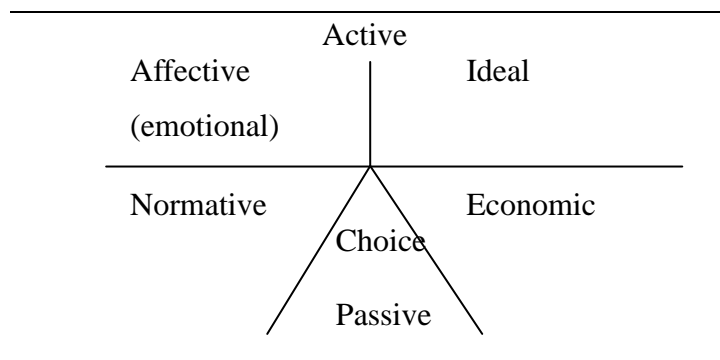 Active
Affective Ideal
(emotional)
Normative Economic
Choice
Passive